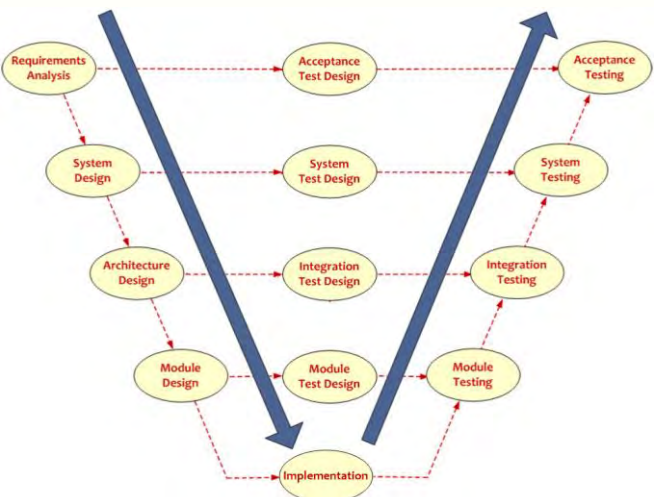 Requirements
Analysis
Acceptance
Test Design
Acceptance
Testing
System
Design
System
Test Design
System
Testing
Architecture
Design
Integration
Test Design
Integration
Testing
Module
Design
Module
Test Design
Module
Testing
Implementation